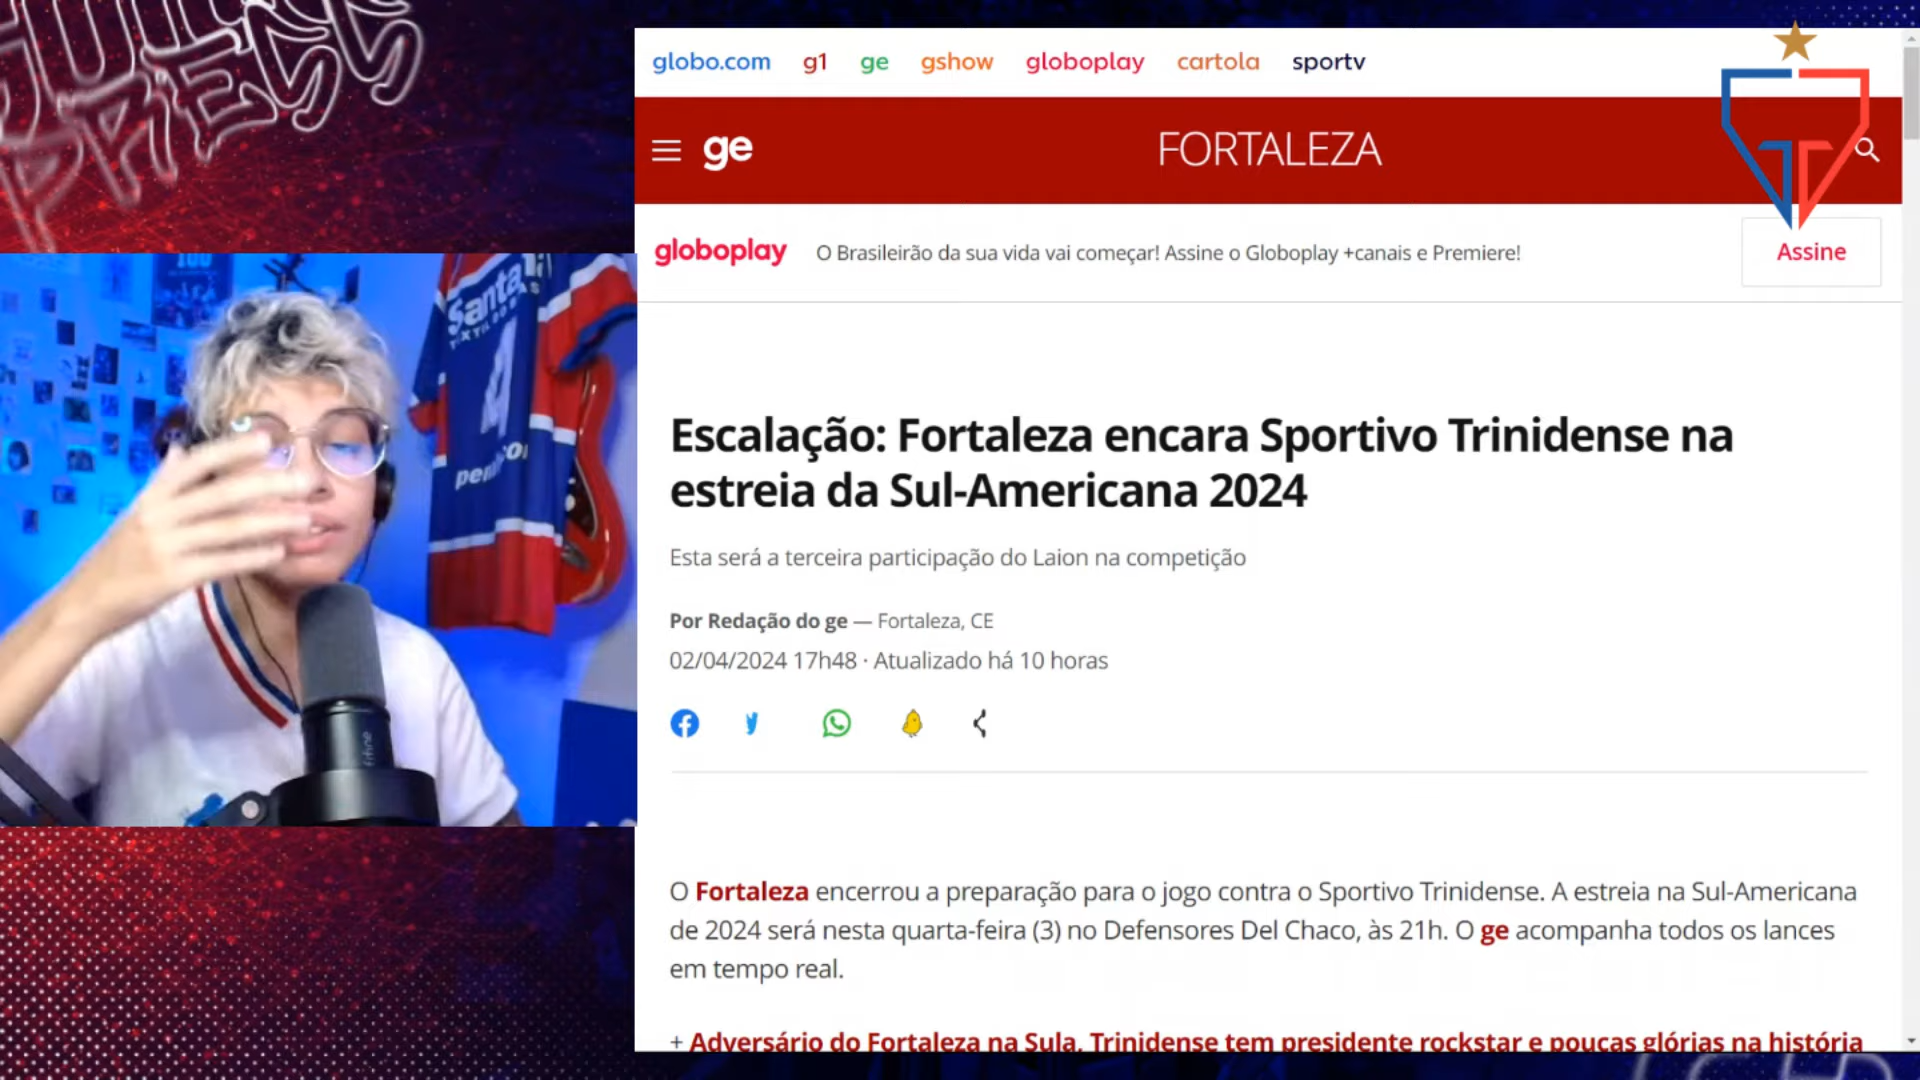 PRESS
globo.com g1 ge gshow globoplay cartola sportv
ge FORTALEZA
globoplay O Brasileirão da sua vida vai começar! Assine o Globoplay +canais e Premiere! Assine
Escalação: Fortaleza encara Sportivo Trinidense na
estreia da Sul-Americana 2024
Esta será a terceira participação do Laion na competição
Por Redação do ge — Fortaleza, CE
02/04/2024 17h48 · Atualizado há 10 horas
O Fortaleza encerrou a preparação para o jogo contra o Sportivo Trinidense. A estreia na Sul-Americana
de 2024 será nesta quarta-feira (3) no Defensores Del Chaco, às 21h. O ge acompanha todos os lances
em tempo real.
+ Adversário do Fortaleza na Sula, Trinidense tem presidente rockstar e poucas glórias na história
100
Santa
4
fifine